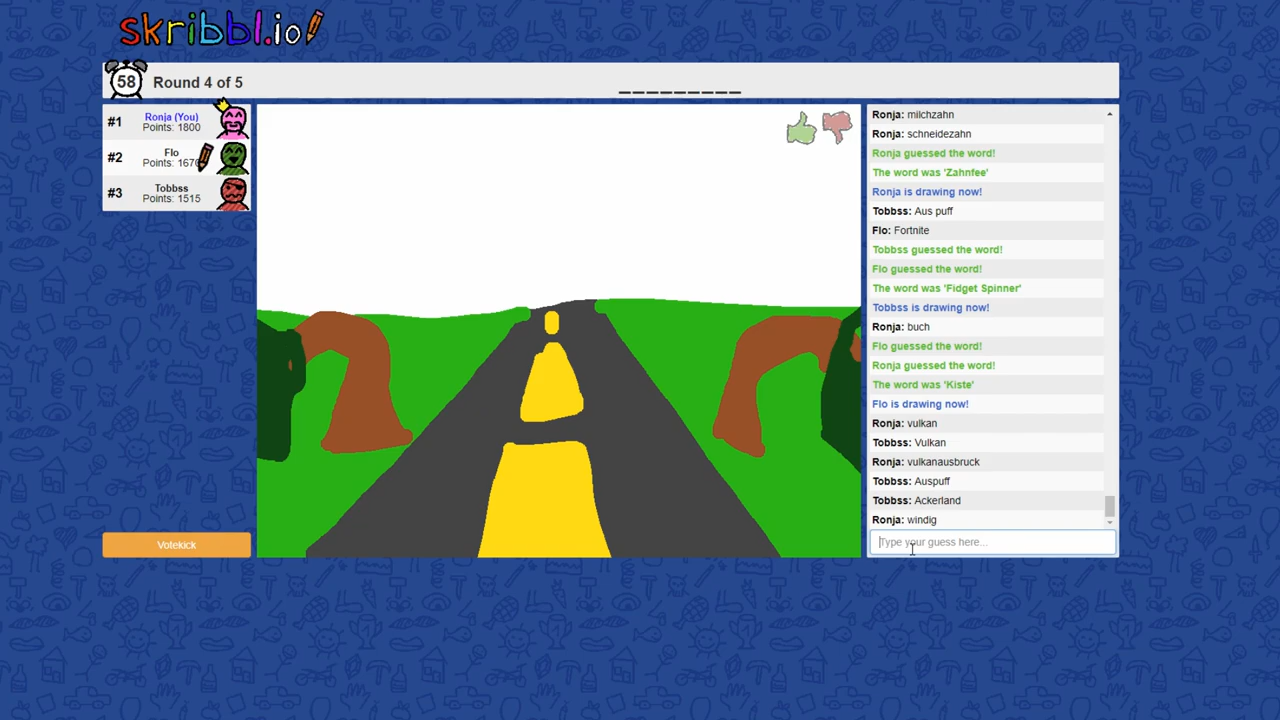 skribbl.io
58
Round 4 of 5
_________
#1
Ronja (You)
Points: 1800
#2
Flo
Points: 1670
#3
Tobbss
Points: 1515
Votekick
Ronja: milchzahn
Ronja: schneidezahn
Ronja guessed the word!
The word was 'Zahnfee'
Ronja is drawing now!
Tobbss: Aus puff
Flo: Fortnite
Tobbss guessed the word!
Flo guessed the word!
The word was 'Fidget Spinner'
Tobbss is drawing now!
Ronja: buch
Flo guessed the word!
Ronja guessed the word!
The word was 'Kiste'
Flo is drawing now!
Ronja: vulkan
Tobbss: Vulkan
Ronja: vulkanausbruck
Tobbss: Auspuff
Tobbss: Ackerland
Ronja: windig
Type your guess here...